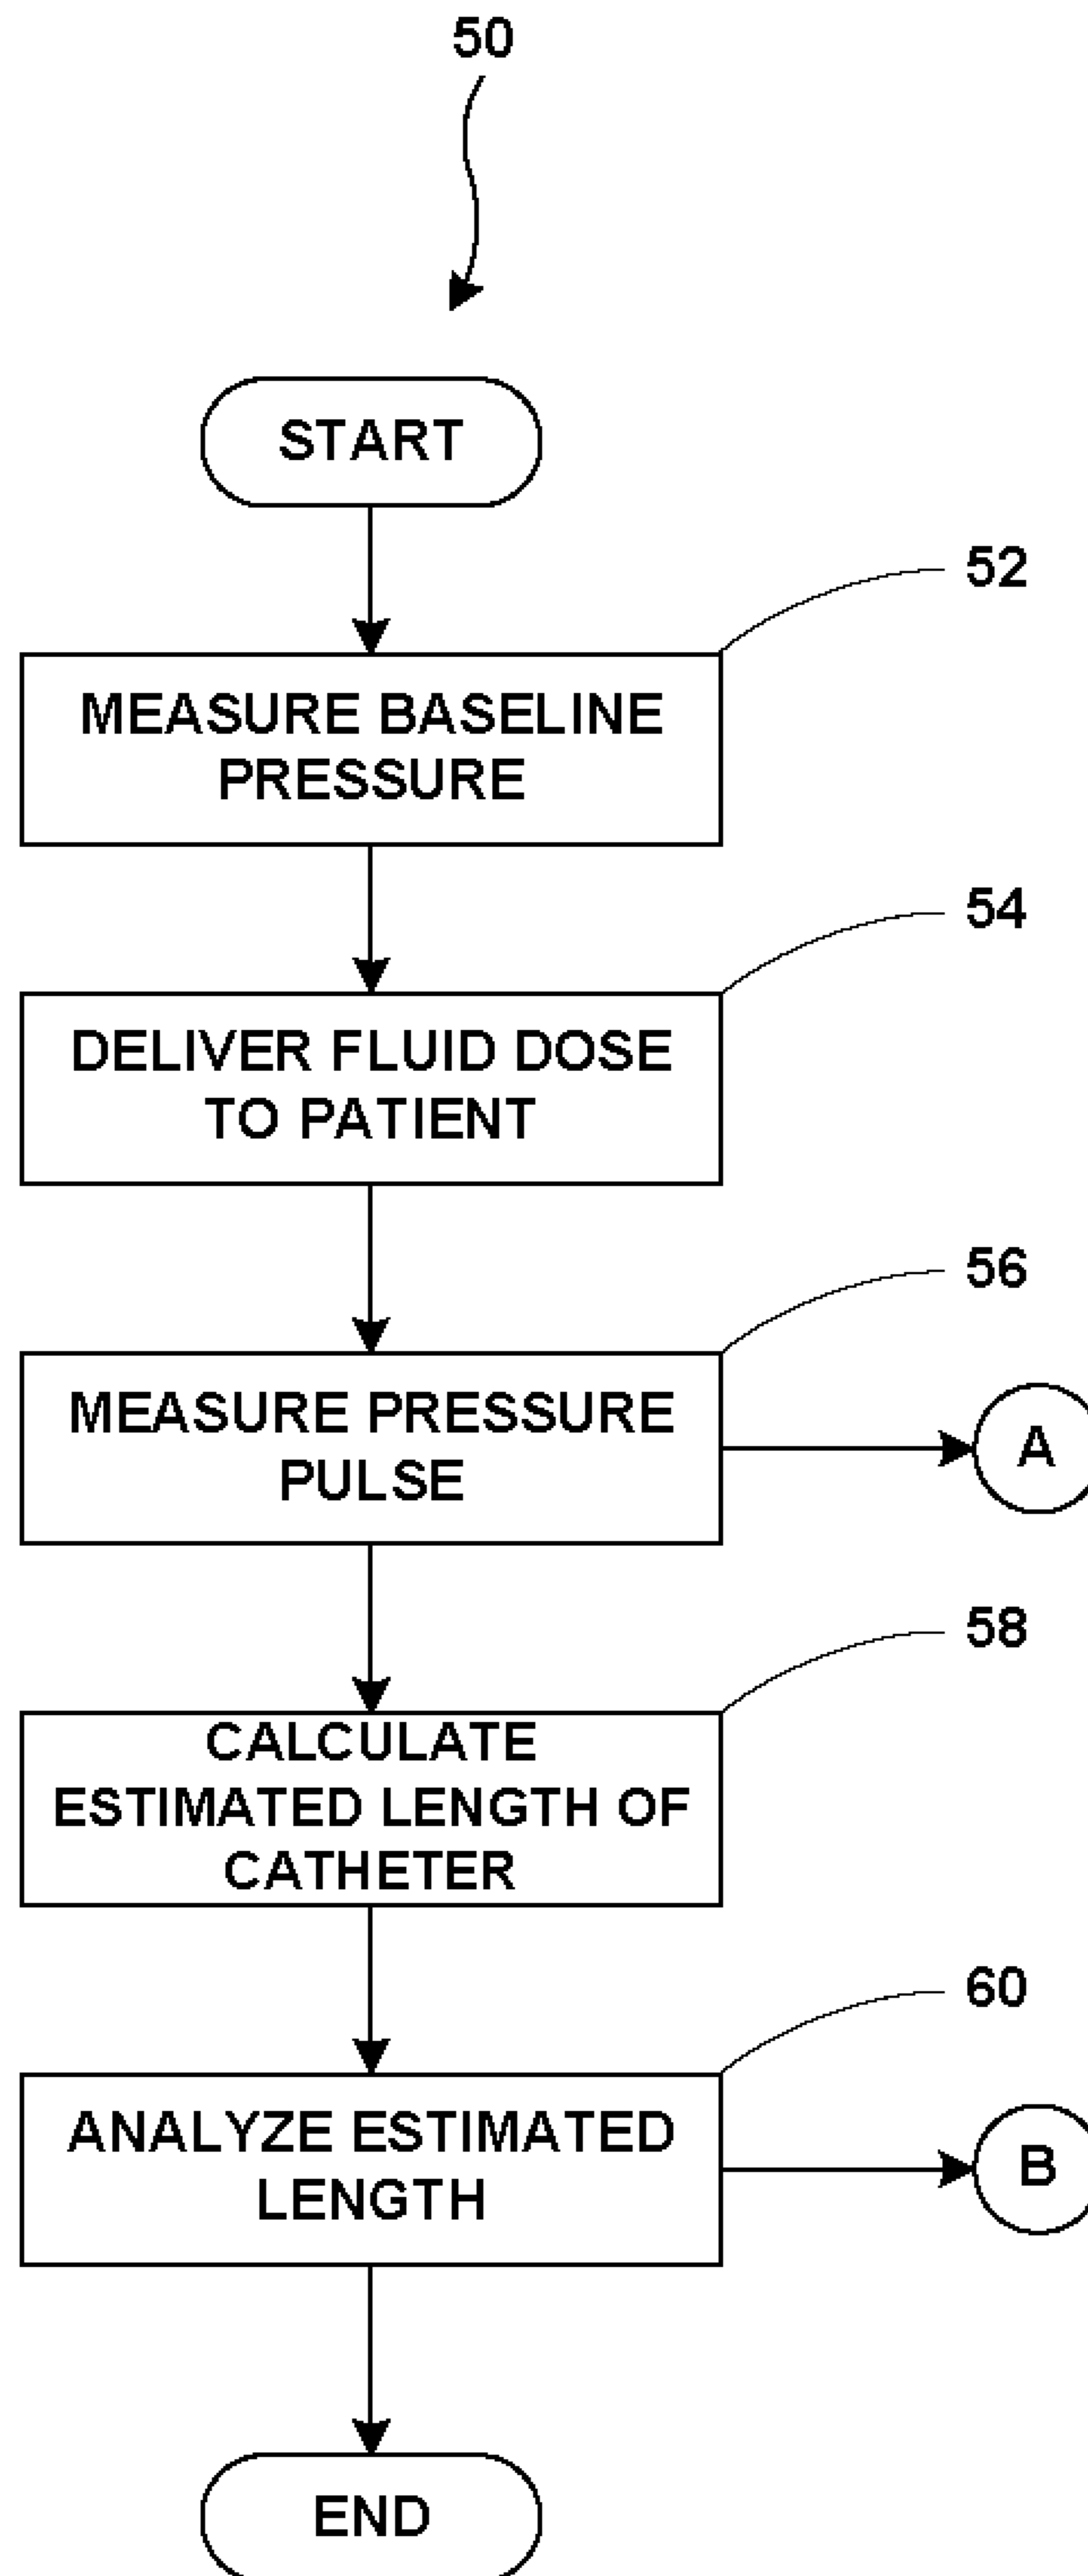 50
START
52
MEASURE BASELINE
PRESSURE
54
DELIVER FLUID DOSE
TO PATIENT
56
MEASURE PRESSURE
PULSE
A
58
CALCULATE
ESTIMATED LENGTH OF
CATHETER
60
ANALYZE ESTIMATED
LENGTH
B
END